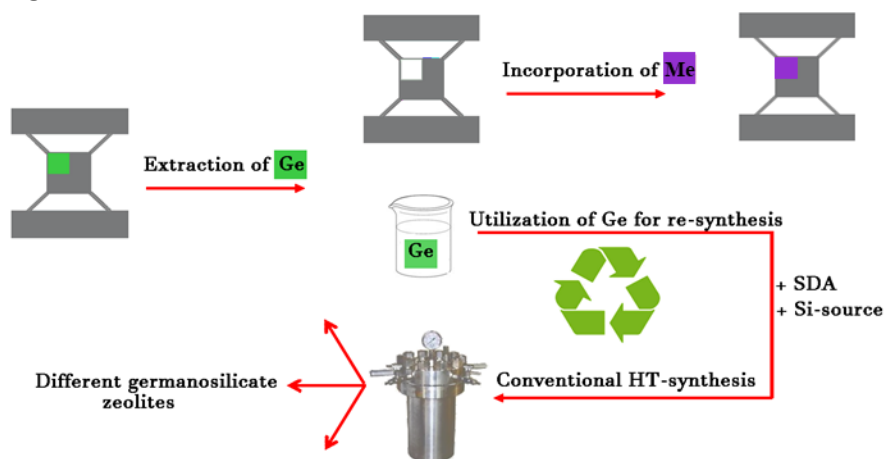 Incorporation of Me
Extraction of Ge
Utilization of Ge for re-synthesis
Ge
+ SDA
+ Si-source
Conventional HT-synthesis
Different germanosilicate
zeolites